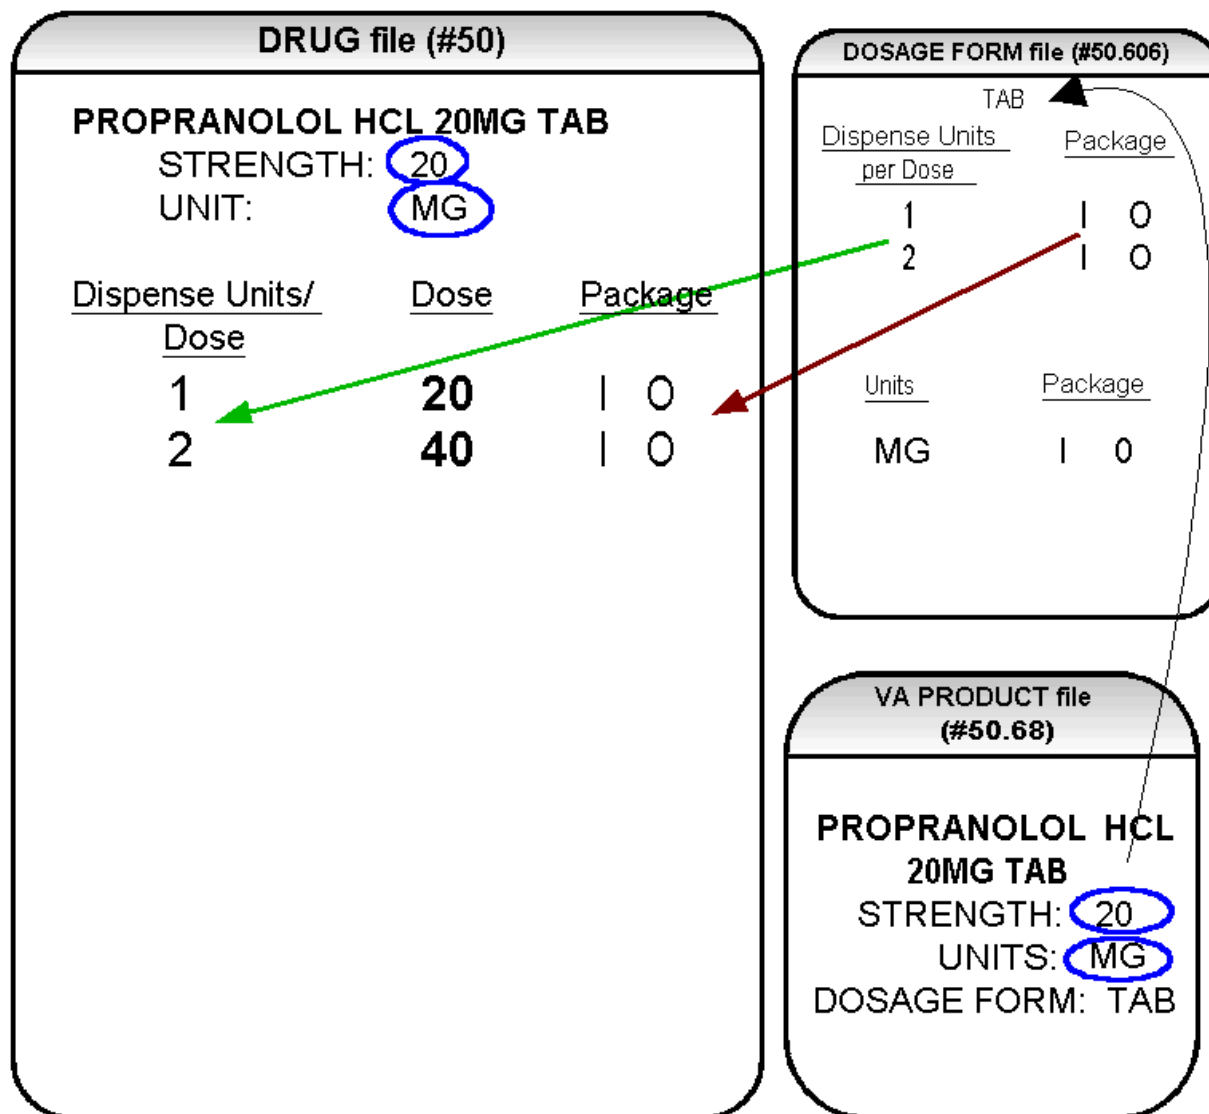 DRUG file (#50)
PROPRANOLOL HCL 20MG TAB
STRENGTH: 20
UNIT: MG
Dispense Units/ Dose Package
Dose
1 20 I O
2 40 I O
DOSAGE FORM file (#50.606)
TAB
Dispense Units Package
per Dose
1 I O
2 I O
Units Package
MG I 0
VA PRODUCT file
(#50.68)
PROPRANOLOL HCL
20MG TAB
STRENGTH: 20
UNITS: MG
DOSAGE FORM: TAB